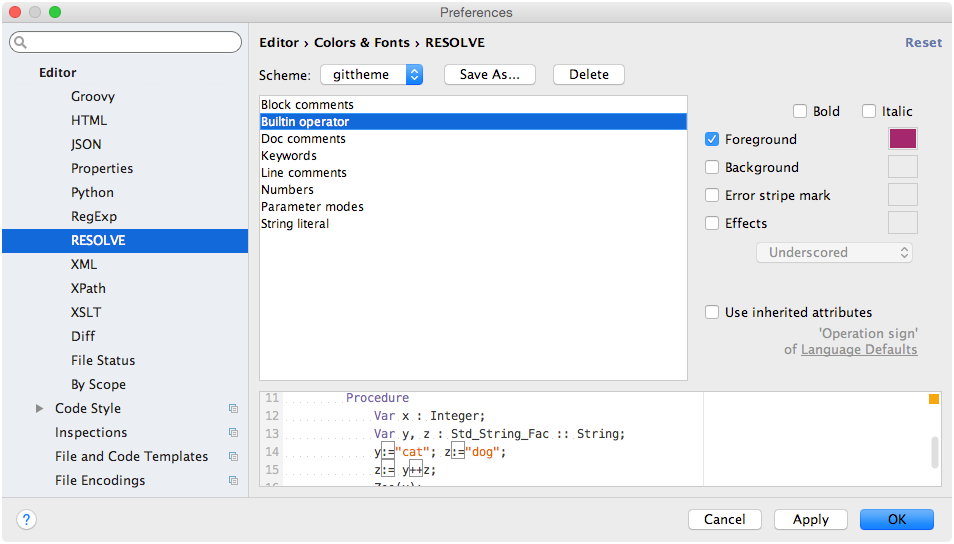 Preferences
Editor › Colors & Fonts › RESOLVE
Reset
Editor
Groovy
HTML
JSON
Properties
Python
RegExp
RESOLVE
XML
XPath
XSLT
Diff
File Status
By Scope
Code Style
Inspections
File and Code Templates
File Encodings
Scheme: gittheme Save As... Delete
Block comments
Builtin operator
Doc comments
Keywords
Line comments
Numbers
Parameter modes
String literal
Bold Italic
Foreground
Background
Error stripe mark
Effects
Underscored
Use inherited attributes
'Operation sign'
of Language Defaults
11 Procedure
12 Var x : Integer;
13 Var y, z : Std_String_Fac :: String;
14 y:="cat"; z:="dog";
15 z:= y++z;
? Cancel Apply OK